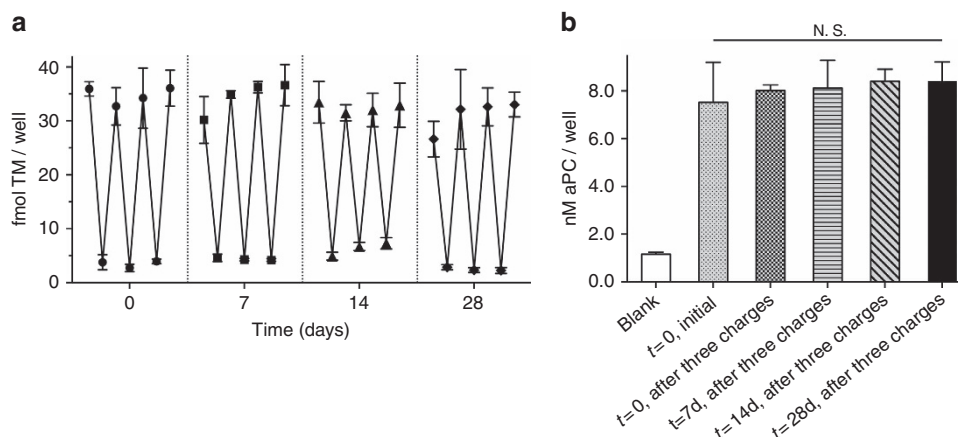 a
40
30
20
10
0
fmol TM / well
0 7 14 28
Time (days)
b
N. S.
8.0
6.0
4.0
2.0
0.0
nM aPC / well
Blank
t=0, initial
t=0, after three charges
t=7d, after three charges
t=14d, after three charges
t=28d, after three charges